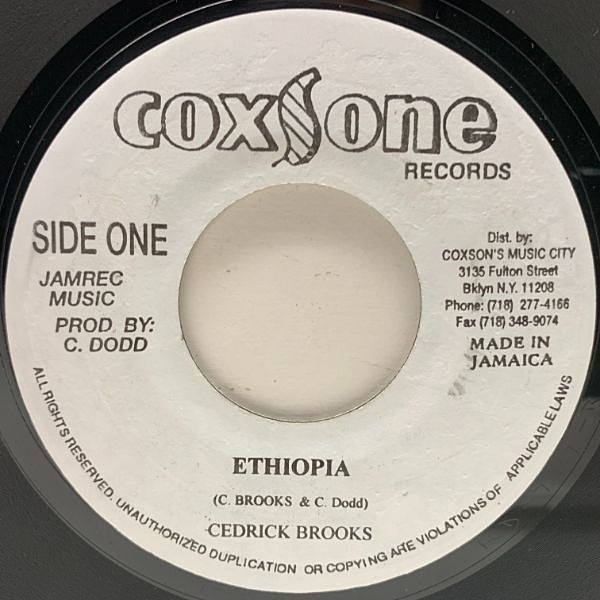 coxsone
RECORDS
SIDE ONE
JAMREC
MUSIC
PROD BY:
C. DODD
Dist. by:
COXSON'S MUSIC CITY
3135 Fulton Street
Bklyn N.Y. 11208
Phone: (718) 277-4166
Fax (718) 348-9074
MADE IN
JAMAICA
ETHIOPIA
(C. BROOKS & C. Dodd)
CEDRICK BROOKS
ALL RIGHTS RESERVED. UNAUTHORIZED DUPLICATION OR COPYING ARE VIOLATIONS OF APPLICABLE LAWS